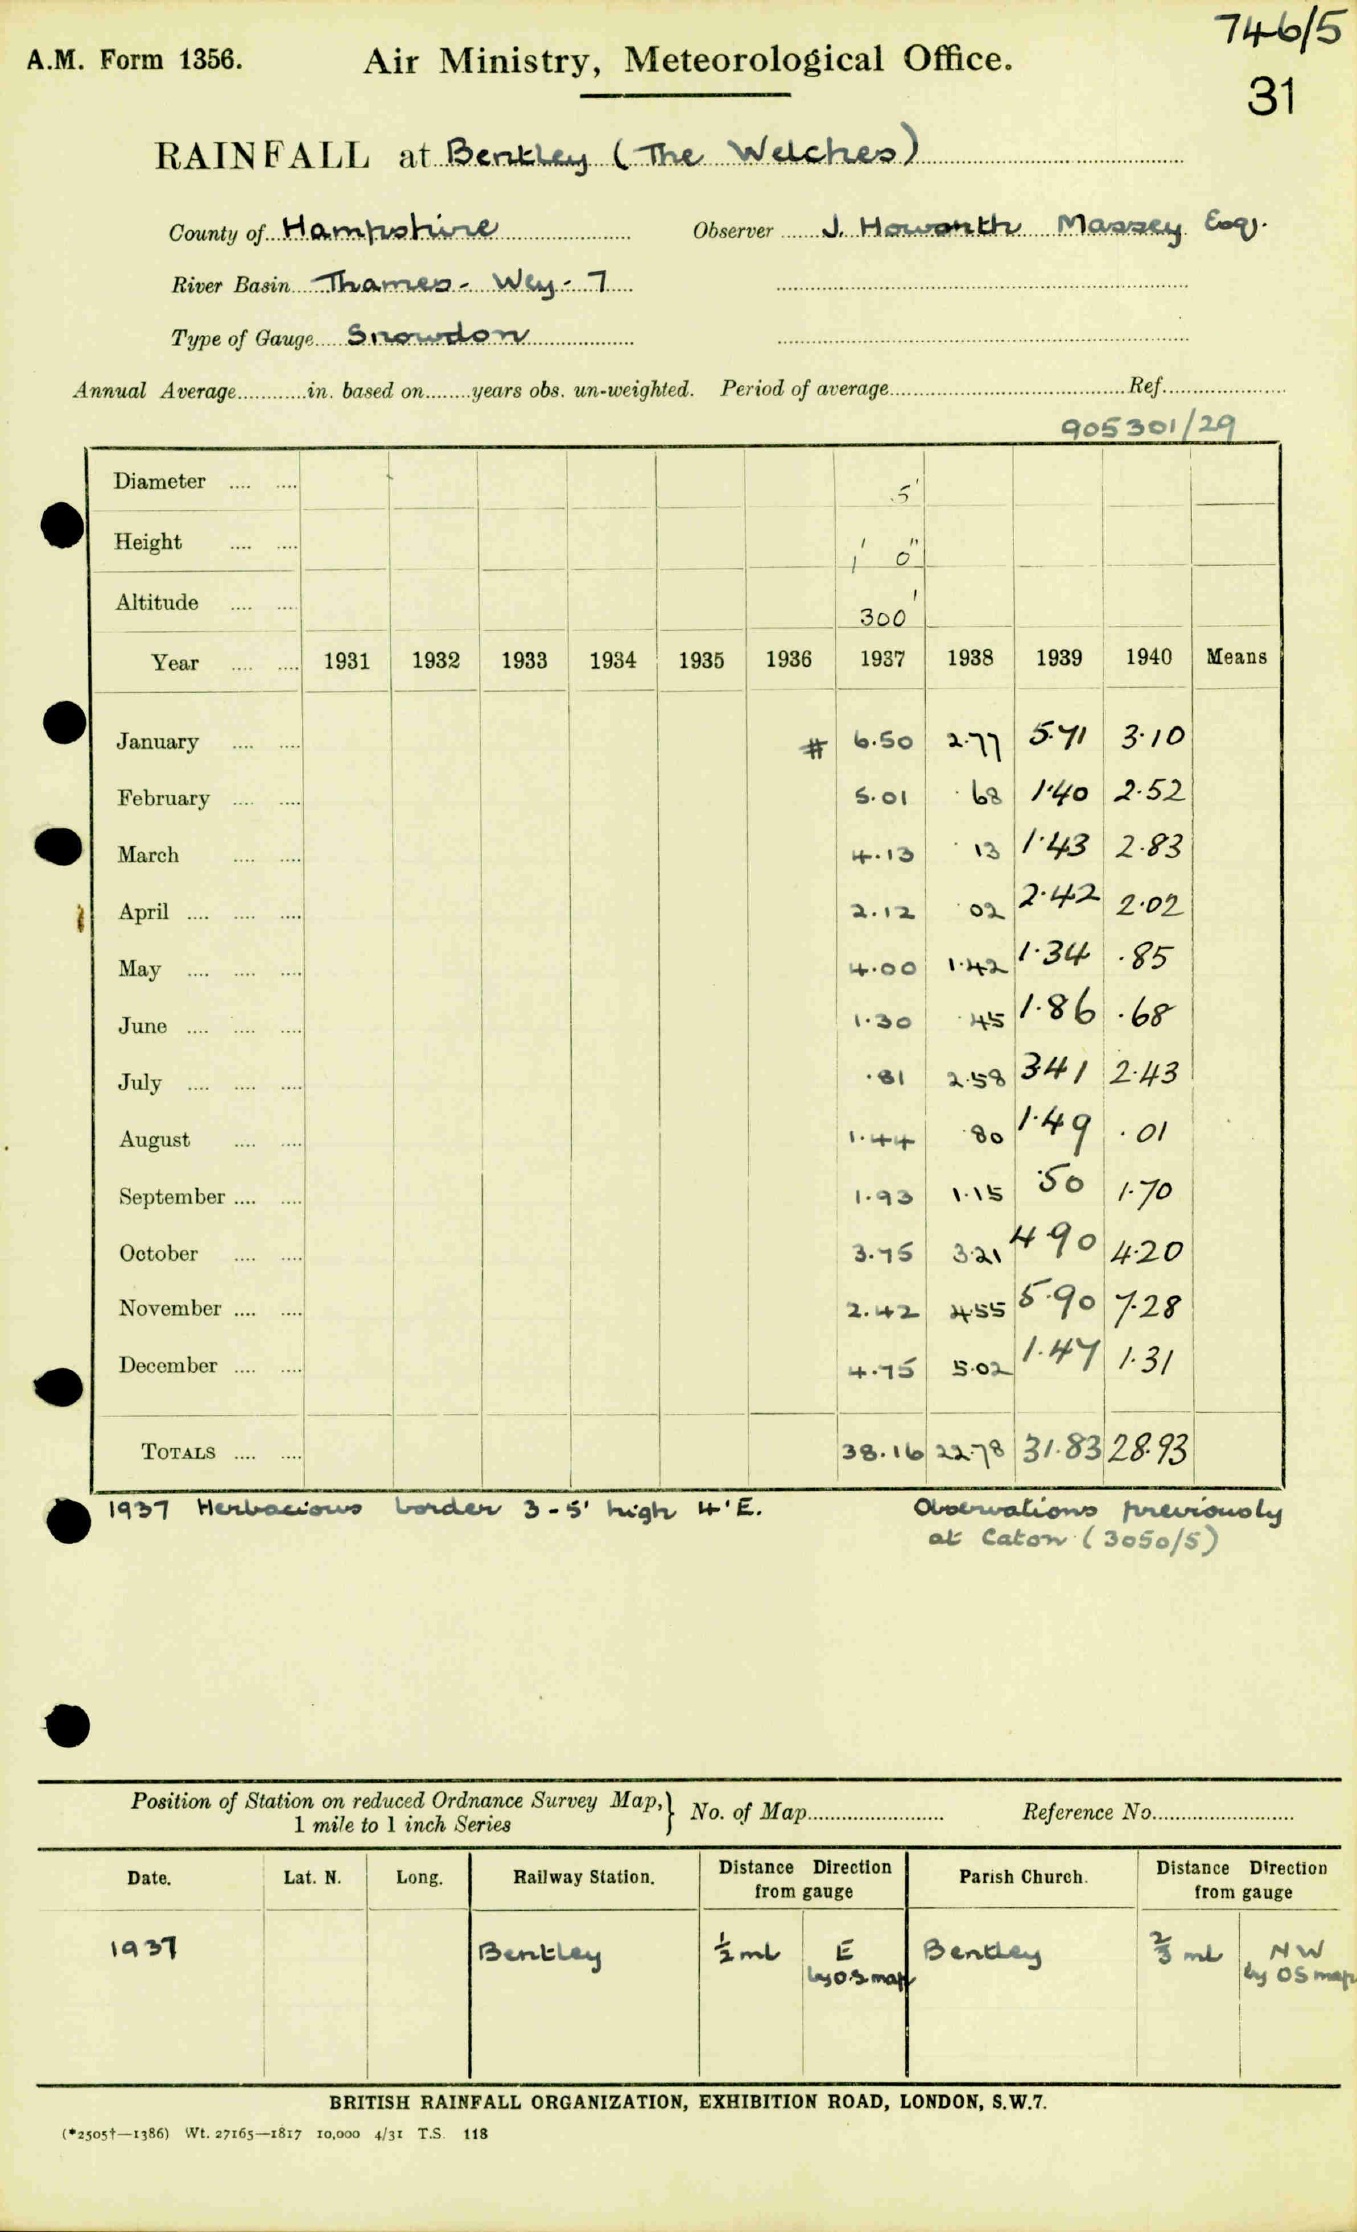 746/5
A.M. Form 1356. Air Ministry, Meteorological Office.
31
RAINFALL at Bentley (The Welches)
County of Hampshire Observer J. Howarth Massey Esq.
River Basin Thames - Wey - 7
Type of Gauge Snowdon
Annual Average in. based on years obs. un-weighted. Period of average Ref.
905301/29
Diameter 5'
Height 1' 0"
Altitude 300'
Year 1931 1932 1933 1934 1935 1936 1937 1938 1939 1940 Means
January # 6.50 2.77 5.71 3.10
February 5.01 .68 1.40 2.52
March 4.13 .13 1.43 2.83
April 2.12 .02 2.42 2.02
May 4.00 1.42 1.34 .85
June 1.30 .45 1.86 .68
July .81 2.58 3.41 2.43
August 1.44 .80 1.49 .01
September 1.93 1.15 .50 1.70
October 3.75 3.21 4.90 4.20
November 2.42 4.55 5.90 7.28
December 4.75 5.02 1.47 1.31
TOTALS 38.16 22.78 31.83 28.93
1937 Herbacious border 3-5' high 4' E. Observations previously
at Caton (3050/5)
Position of Station on reduced Ordnance Survey Map, } No. of Map Reference No.
1 mile to 1 inch Series
Date. Lat. N. Long. Railway Station. Distance Direction from gauge Parish Church. Distance Direction from gauge
1937 Bentley ½ ml E Bentley ⅔ ml NW
by O.S map by OS map
BRITISH RAINFALL ORGANIZATION, EXHIBITION ROAD, LONDON, S.W.7.
(*2505†—1386) Wt. 27165—1817 10,000 4/31 T.S. 118